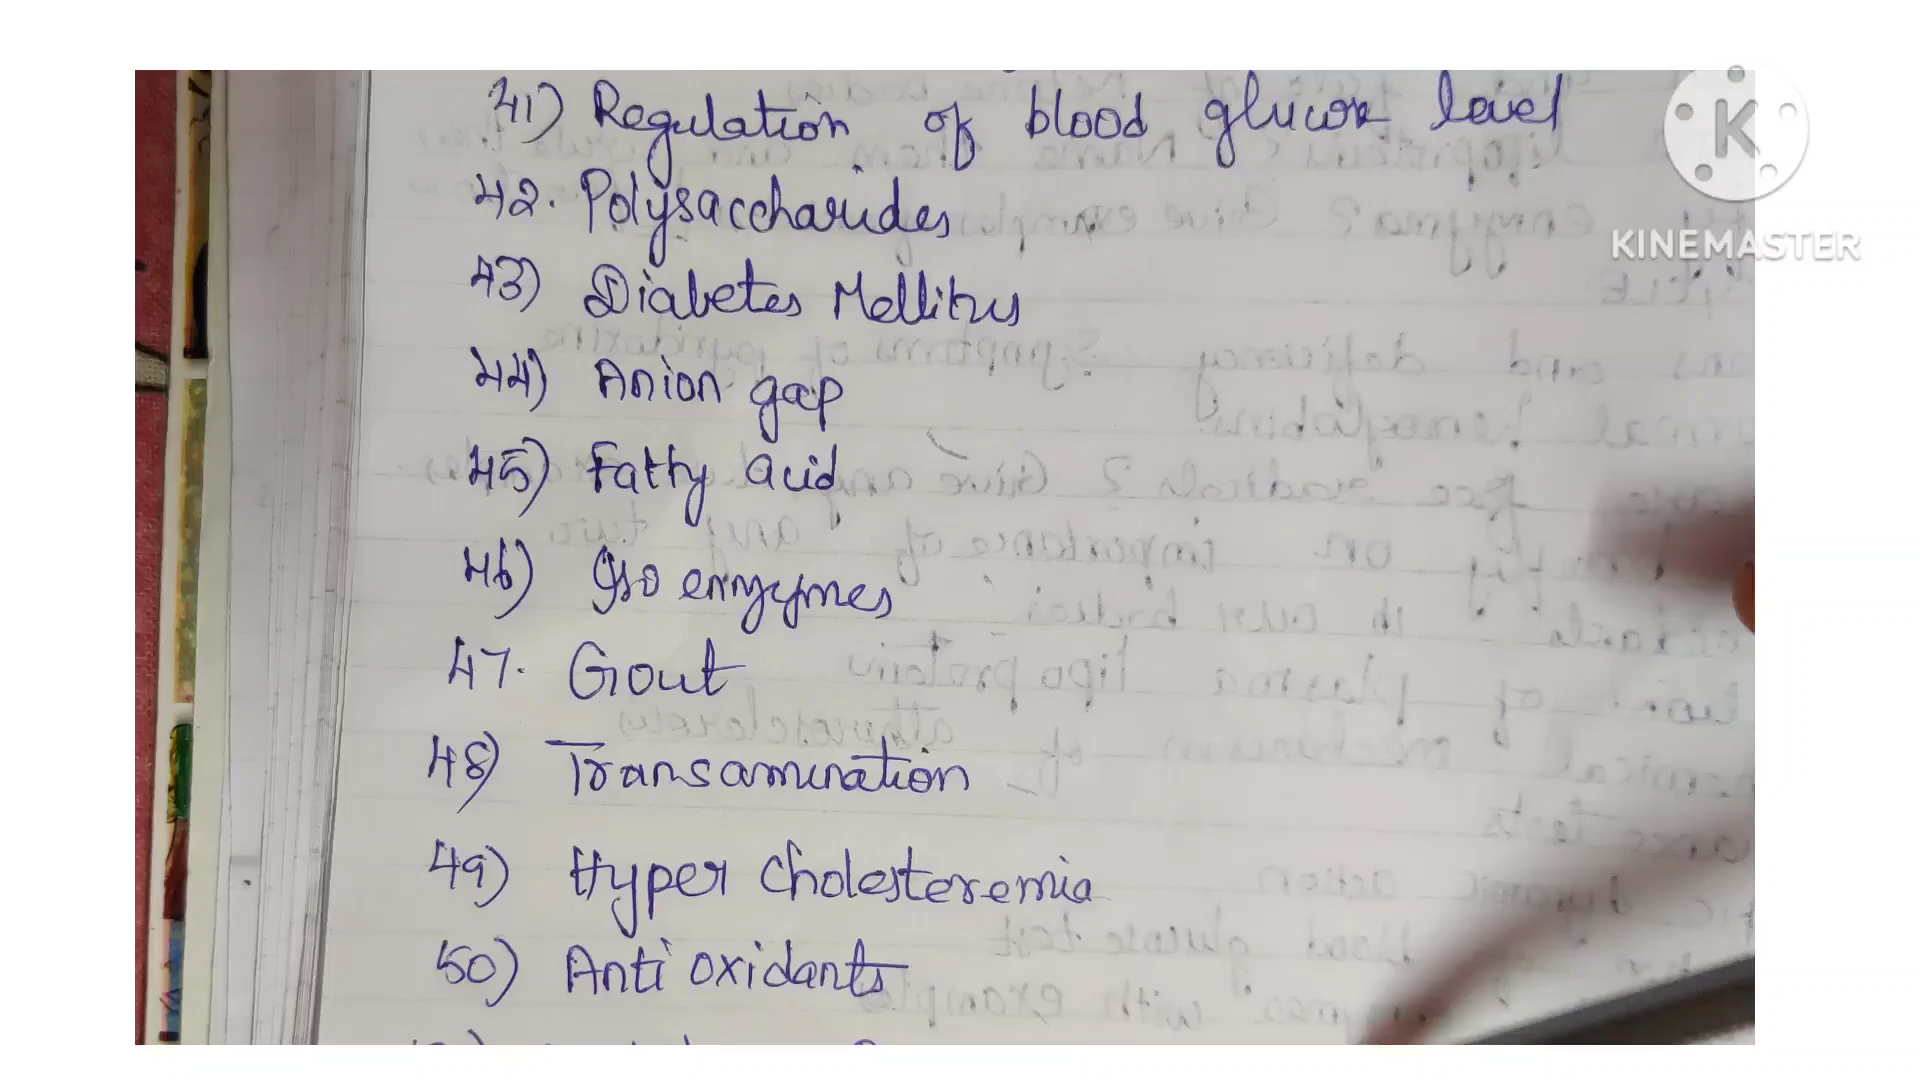 41) Regulation of blood glucose level
K
KINEMASTER
42. Polysaccharides
43) Diabetes Mellitus
44) Anion gap
45) Fatty acid
46) Iso enzymes
47. Gout
48) Transamination
49) Hyper cholesteremia
50) Anti oxidants